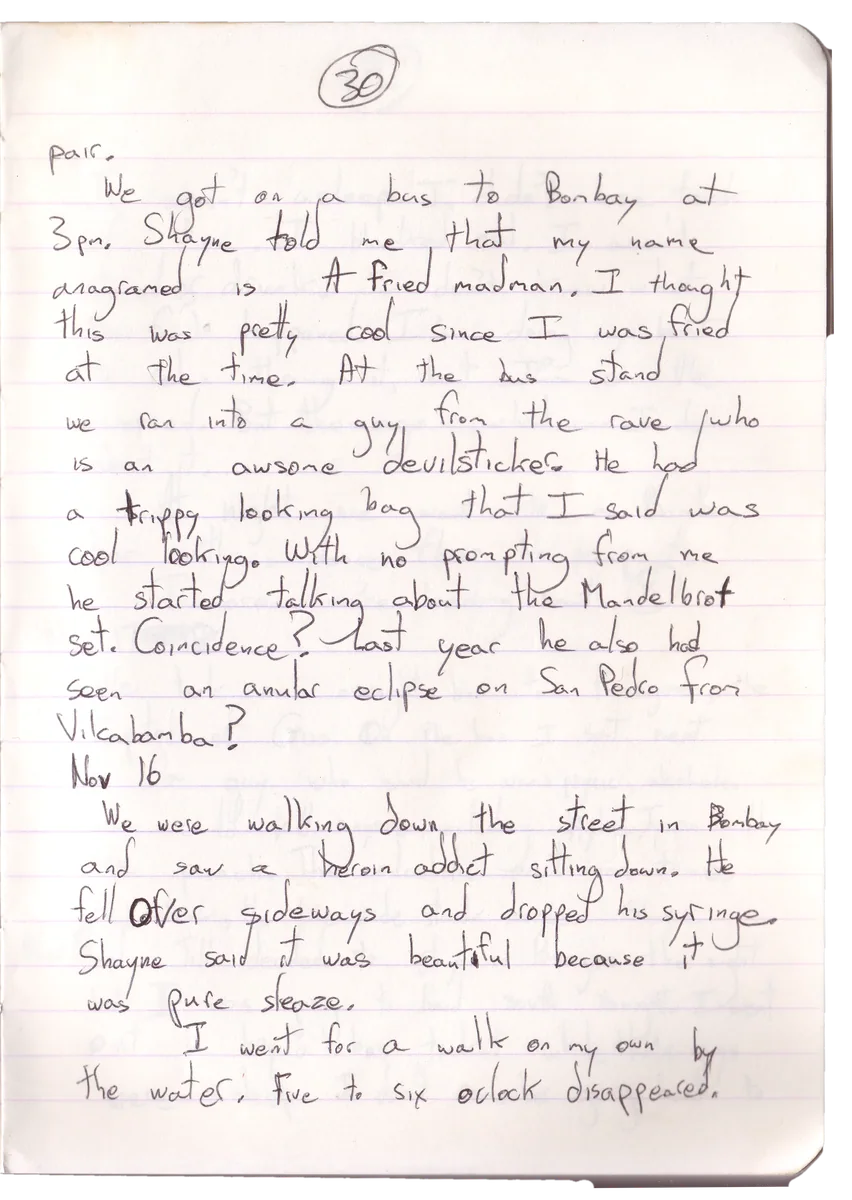 30
pair.
We got on a bus to Bombay at
3pm. Shayne told me that my name
anagramed is A fried madman. I thought
this was pretty cool since I was fried
at the time. At the bus stand
we ran into a guy from the rave who
is an awsome devilsticker. He had
a trippy looking bag that I said was
cool looking. With no prompting from me
he started talking about the Mandelbrot
set. Coincidence? Last year he also had
seen an anular eclipse on San Pedro from
Vilcabamba?
Nov 16
We were walking down the street in Bombay
and saw a heroin addict sitting down. He
fell over sideways and dropped his syringe.
Shayne said it was beautiful because it
was pure sleaze.
I went for a walk on my own by
the water. Five to six oclock disappeared.